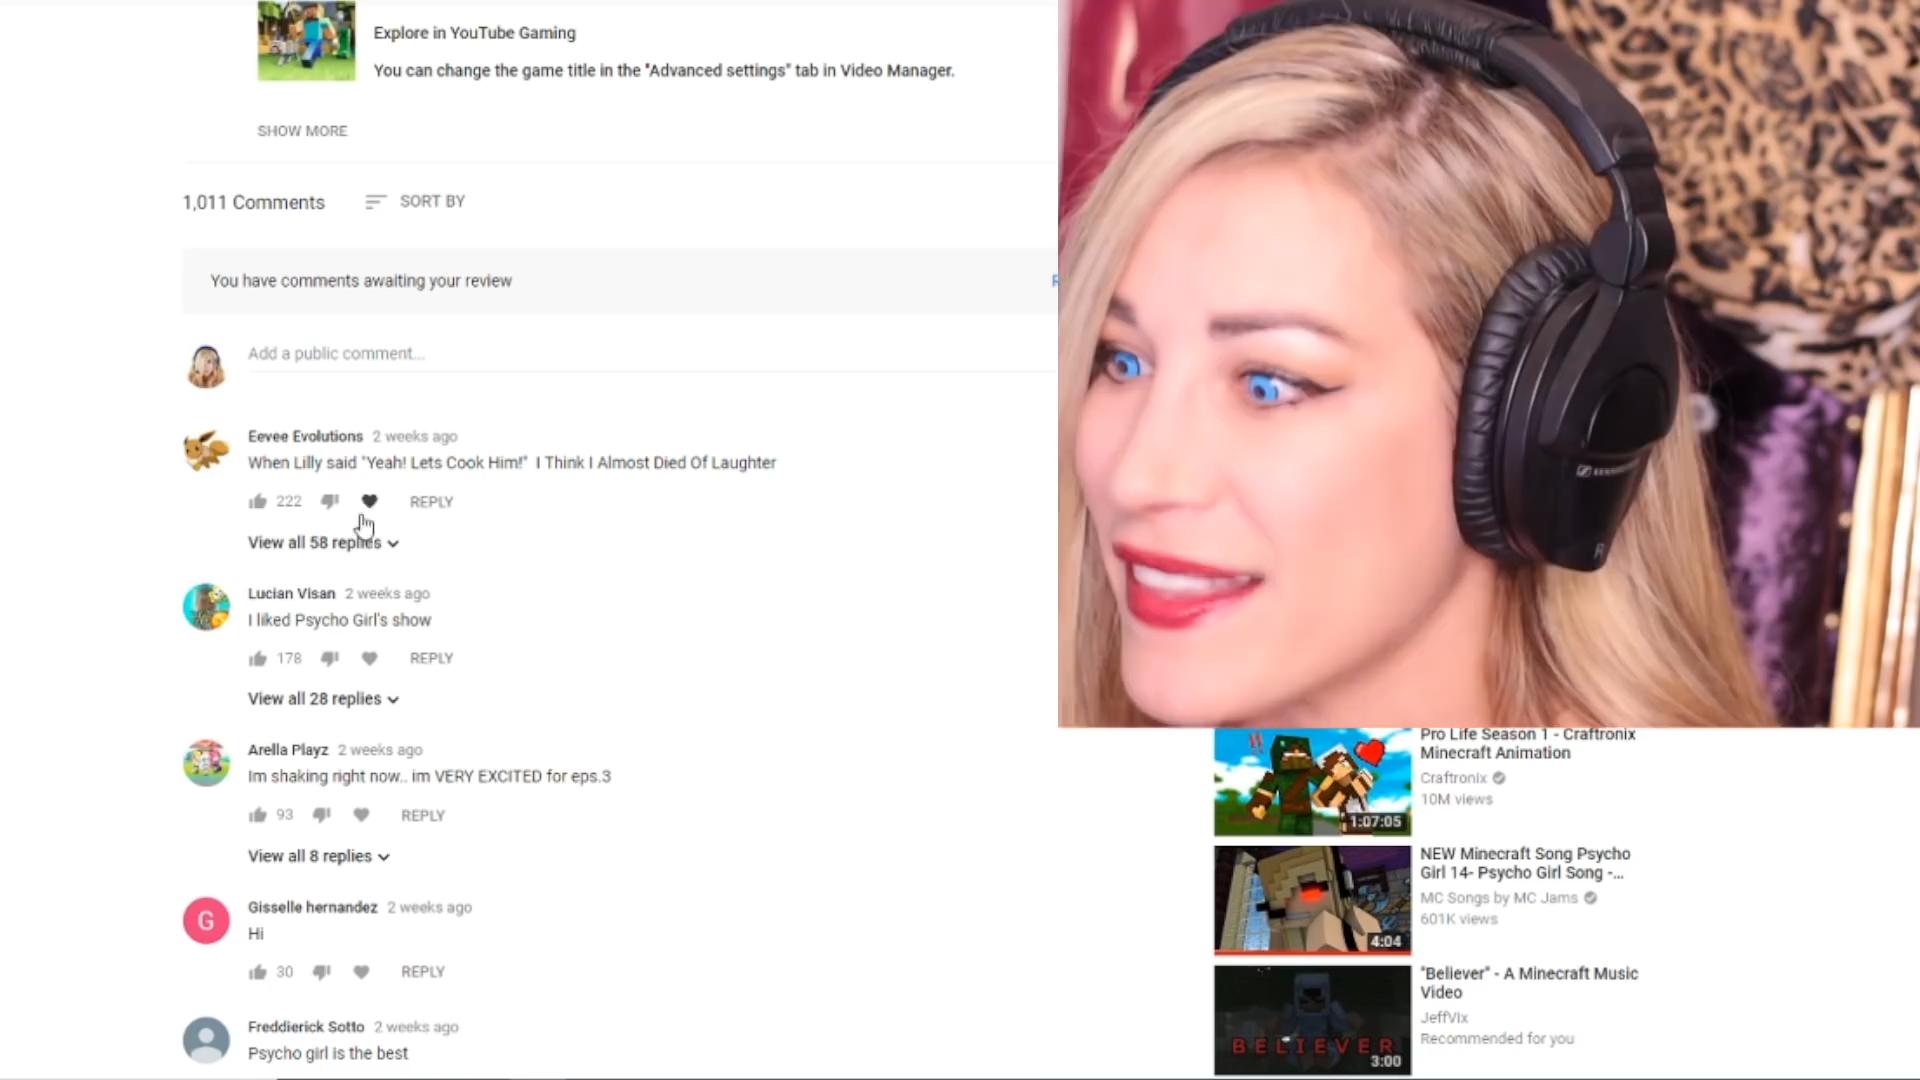 Explore in YouTube Gaming
You can change the game title in the "Advanced settings" tab in Video Manager.
SHOW MORE
1,011 Comments
SORT BY
You have comments awaiting your review
R
Add a public comment...
Eevee Evolutions 2 weeks ago
When Lilly said "Yeah! Lets Cook Him!" I Think I Almost Died Of Laughter
222
REPLY
View all 58 replies
Lucian Visan 2 weeks ago
I liked Psycho Girl's show
178
REPLY
View all 28 replies
Arella Playz 2 weeks ago
Im shaking right now.. im VERY EXCITED for eps.3
93
REPLY
View all 8 replies
G
Gisselle hernandez 2 weeks ago
Hi
30
REPLY
Freddierick Sotto 2 weeks ago
Psycho girl is the best
R
Pro Life Season 1 - Craftronix
Minecraft Animation
Craftronix
10M views
1:07:05
NEW Minecraft Song Psycho
Girl 14- Psycho Girl Song -...
MC Songs by MC Jams
601K views
4:04
"Believer" - A Minecraft Music
Video
JeffVix
Recommended for you
BELIEVER
3:00